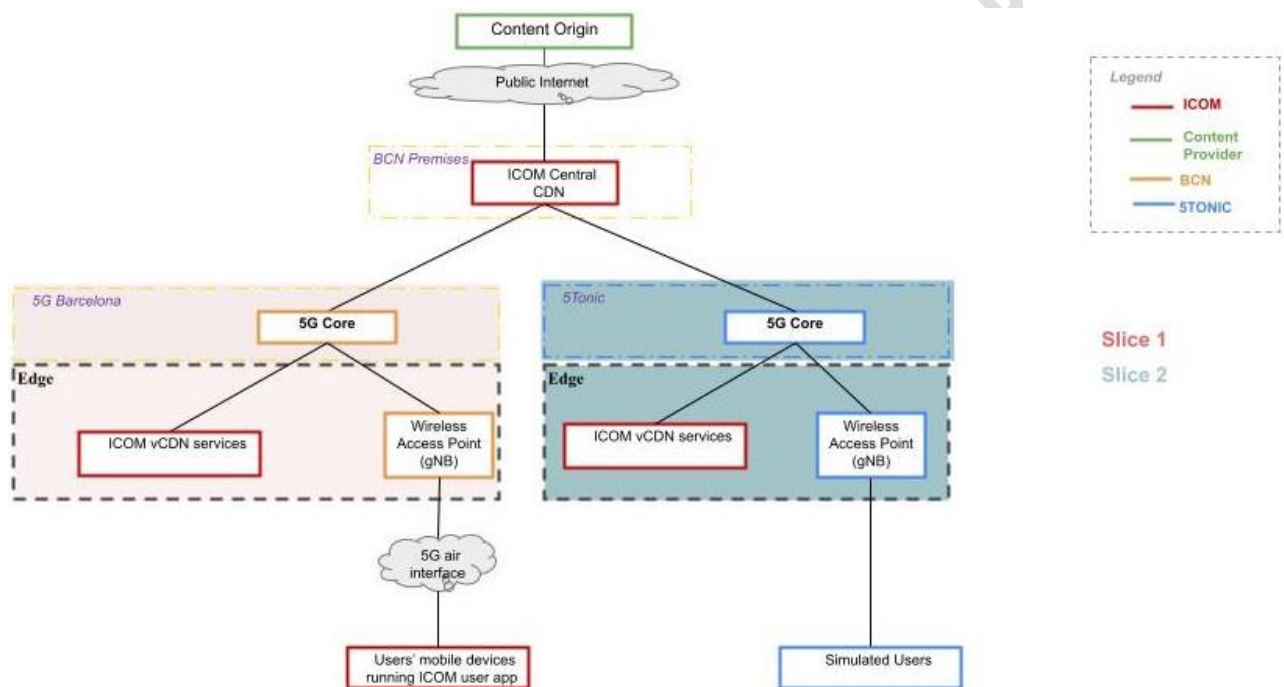 Content Origin
Public Internet
Legend
ICOM
Content
Provider
BCN
5TONIC
BCN Premises
ICOM Central
CDN
5G Barcelona
5Tonic
5G Core
5G Core
Slice 1
Slice 2
Edge
Edge
ICOM vCDN services
Wireless
Access Point
(gNB)
ICOM vCDN services
Wireless
Access Point
(gNB)
5G air
interface
Users' mobile devices
running ICOM user app
Simulated Users